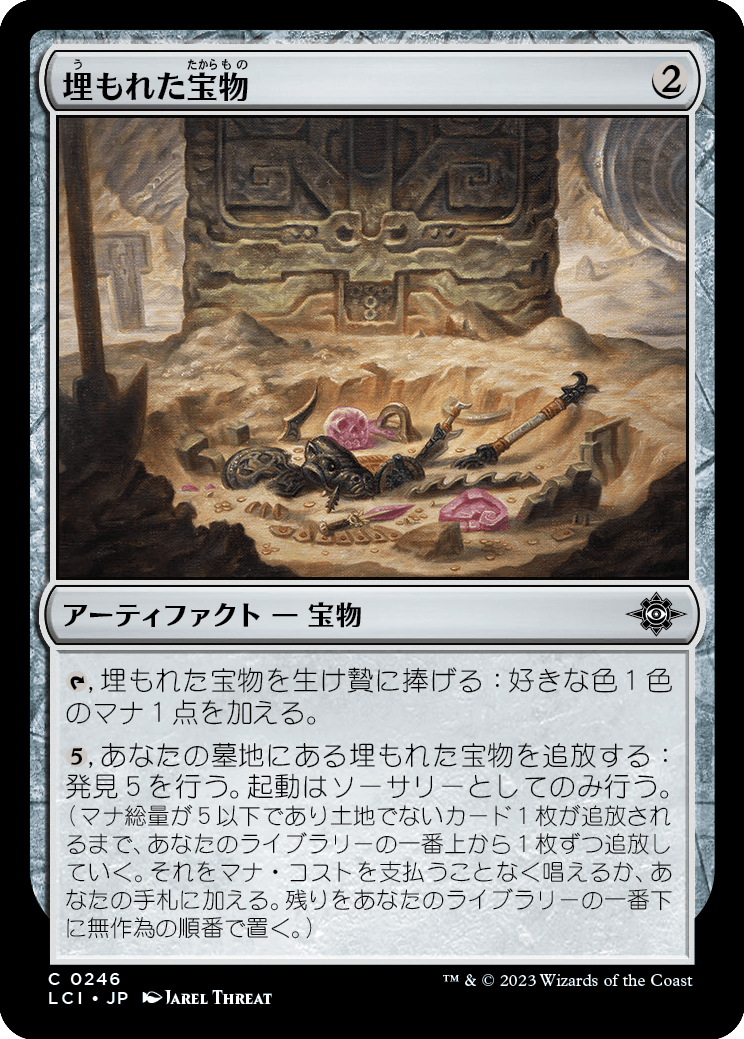 埋もれた宝物
2
アーティファクト — 宝物
,埋もれた宝物を生け贄に捧げる：好きな色１色
のマナ１点を加える。
5,あなたの墓地にある埋もれた宝物を追放する：
発見５を行う。起動はソーサリーとしてのみ行う。
（マナ総量が５以下であり土地でないカード１枚が追放され
るまで、あなたのライブラリーの一番上から１枚ずつ追放し
ていく。それをマナ・コストを支払うことなく唱えるか、あ
なたの手札に加える。残りをあなたのライブラリーの一番下
に無作為の順番で置く。）
C 0246
LCI • JP JAREL THREAT
™ & © 2023 Wizards of the Coast